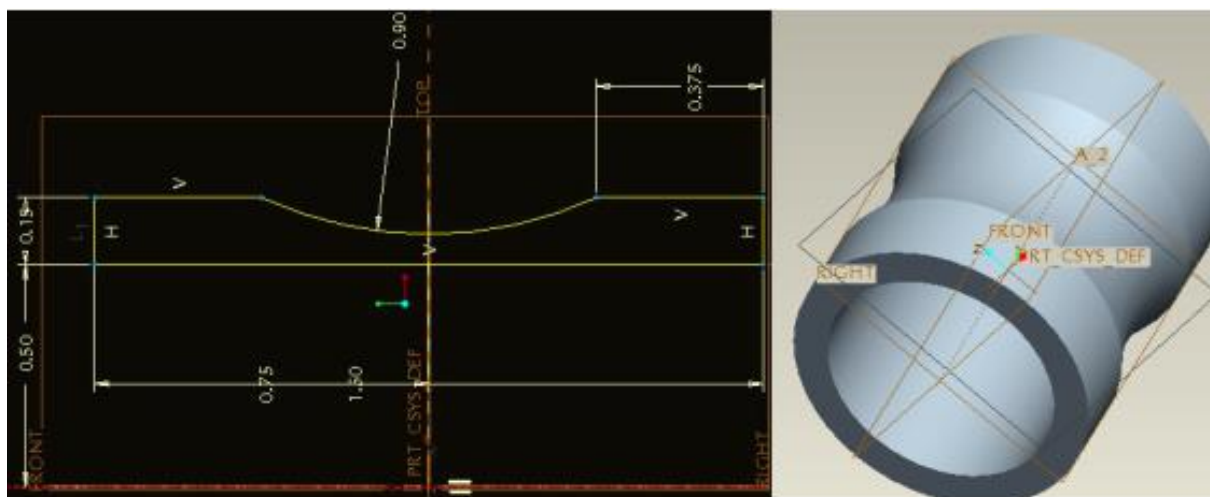 0.90
TOP
0.375
V
V
0.15
L1
H
V
H
0.50
0.75
1.50
FRONT
PRT_CSYS_DEF
RIGHT
A_2
FRONT
PRT_CSYS_DEF
RIGHT